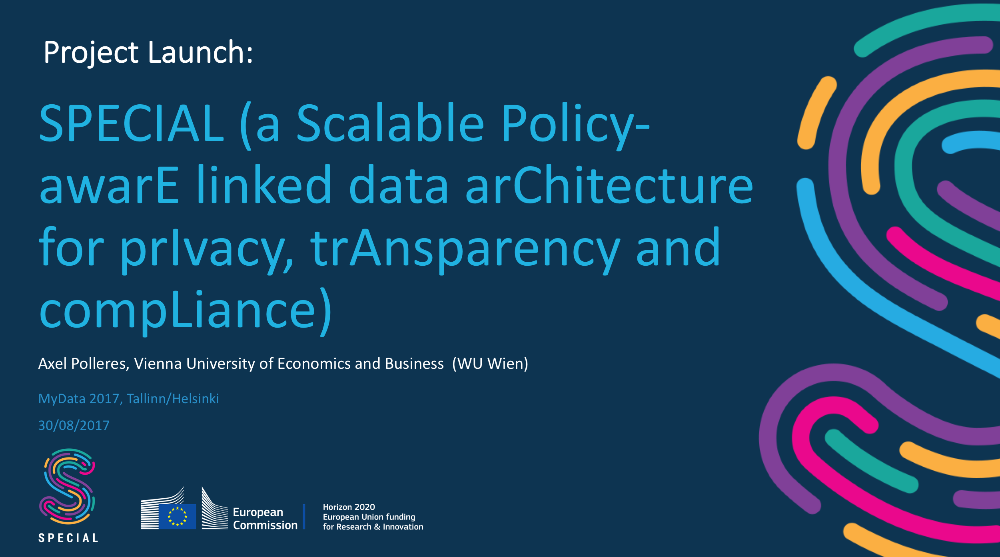 Project Launch:
SPECIAL (a Scalable Policy-
awarE linked data arChitecture
for prIvacy, trAnsparency and
compLiance)
Axel Polleres, Vienna University of Economics and Business (WU Wien)
MyData 2017, Tallinn/Helsinki
30/08/2017
SPECIAL
European
Commission
Horizon 2020
European Union funding
for Research & Innovation